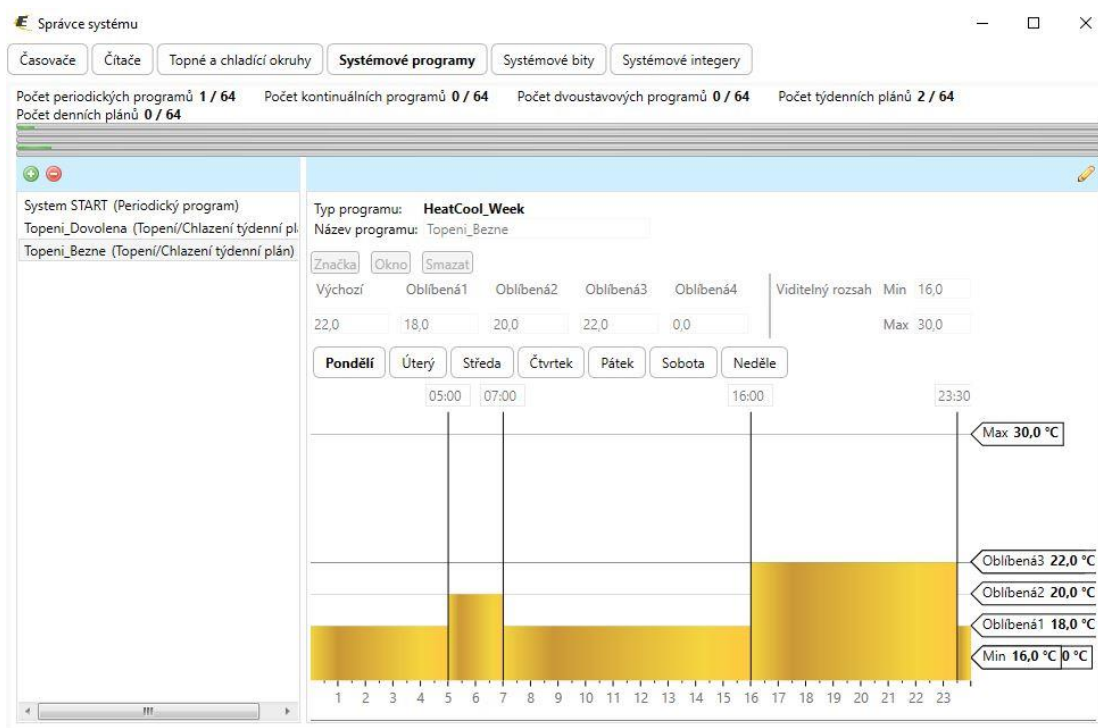 Správce systému
Časovače Čítače Topné a chladící okruhy Systémové programy Systémové bity Systémové integery
Počet periodických programů 1 / 64 Počet kontinuálních programů 0 / 64 Počet dvoustavových programů 0 / 64 Počet týdenních plánů 2 / 64
Počet denních plánů 0 / 64
System START (Periodický program)
Topeni_Dovolena (Topení/Chlazení týdenní pl
Topeni_Bezne (Topení/Chlazení týdenní plán)
Typ programu: HeatCool_Week
Název programu: Topeni_Bezne
Značka Okno Smazat
Výchozí Oblíbená1 Oblíbená2 Oblíbená3 Oblíbená4 Viditelný rozsah Min 16,0
22,0 18,0 20,0 22,0 0,0 Max 30,0
Pondělí Úterý Středa Čtvrtek Pátek Sobota Neděle
05:00 07:00 16:00 23:30
Max 30,0 °C
Oblíbená3 22,0 °C
Oblíbená2 20,0 °C
Oblíbená1 18,0 °C
Min 16,0 °C 0 °C
1 2 3 4 5 6 7 8 9 10 11 12 13 14 15 16 17 18 19 20 21 22 23